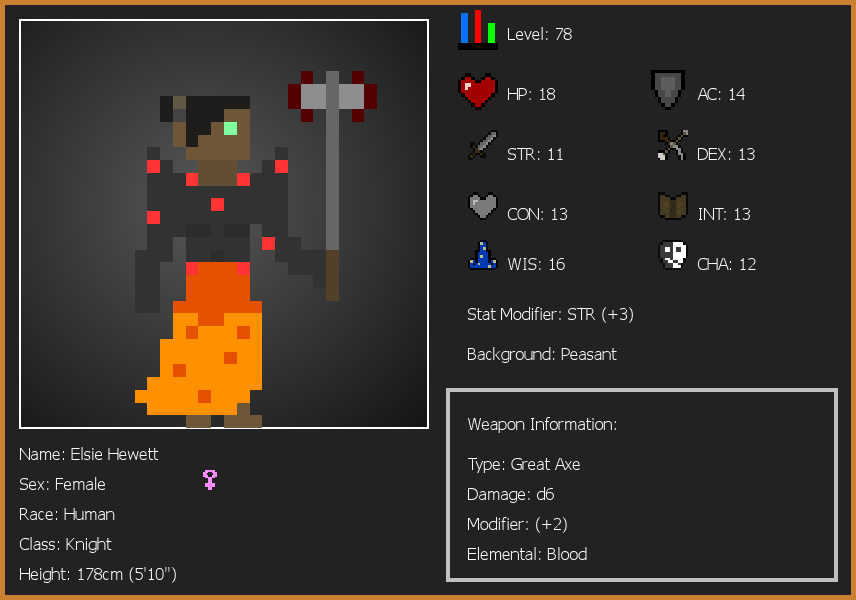 Level: 78
HP: 18
AC: 14
STR: 11
DEX: 13
CON: 13
INT: 13
WIS: 16
CHA: 12
Stat Modifier: STR (+3)
Background: Peasant
Weapon Information:
Type: Great Axe
Damage: d6
Modifier: (+2)
Elemental: Blood
Name: Elsie Hewett
Sex: Female
Race: Human
Class: Knight
Height: 178cm (5'10")